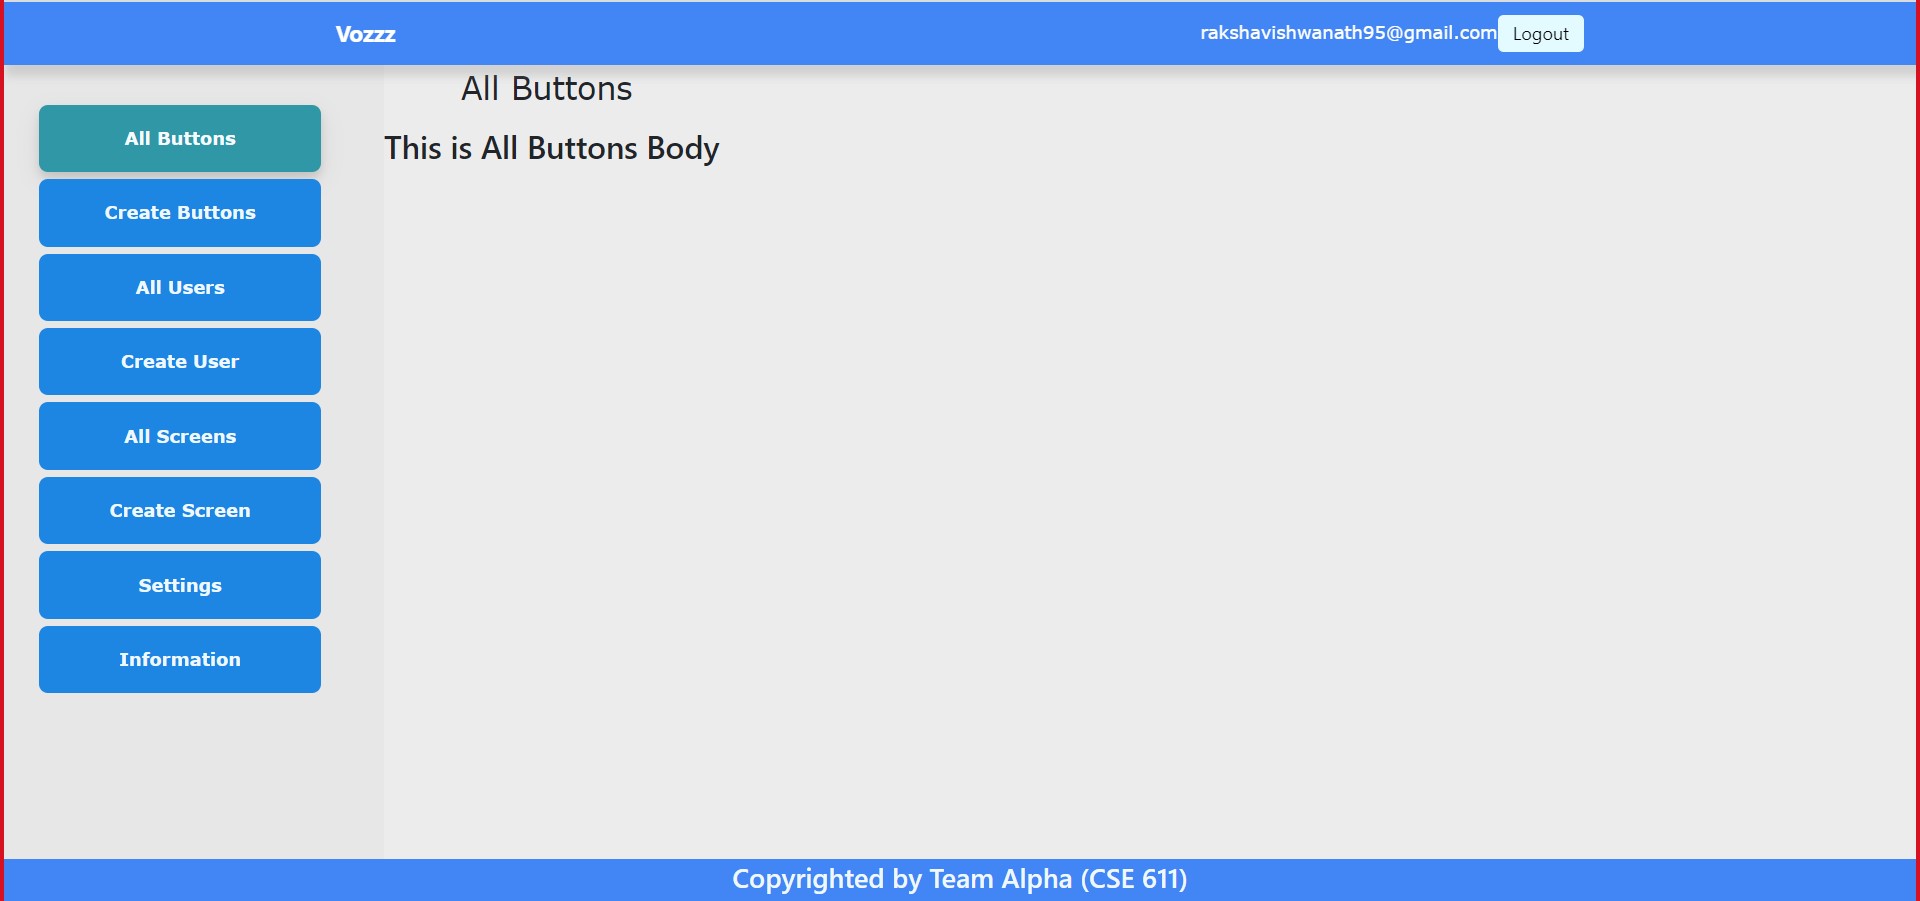 Vozzz
rakshavishwanath95@gmail.com Logout
All Buttons
This is All Buttons Body
All Buttons
Create Buttons
All Users
Create User
All Screens
Create Screen
Settings
Information
Copyrighted by Team Alpha (CSE 611)